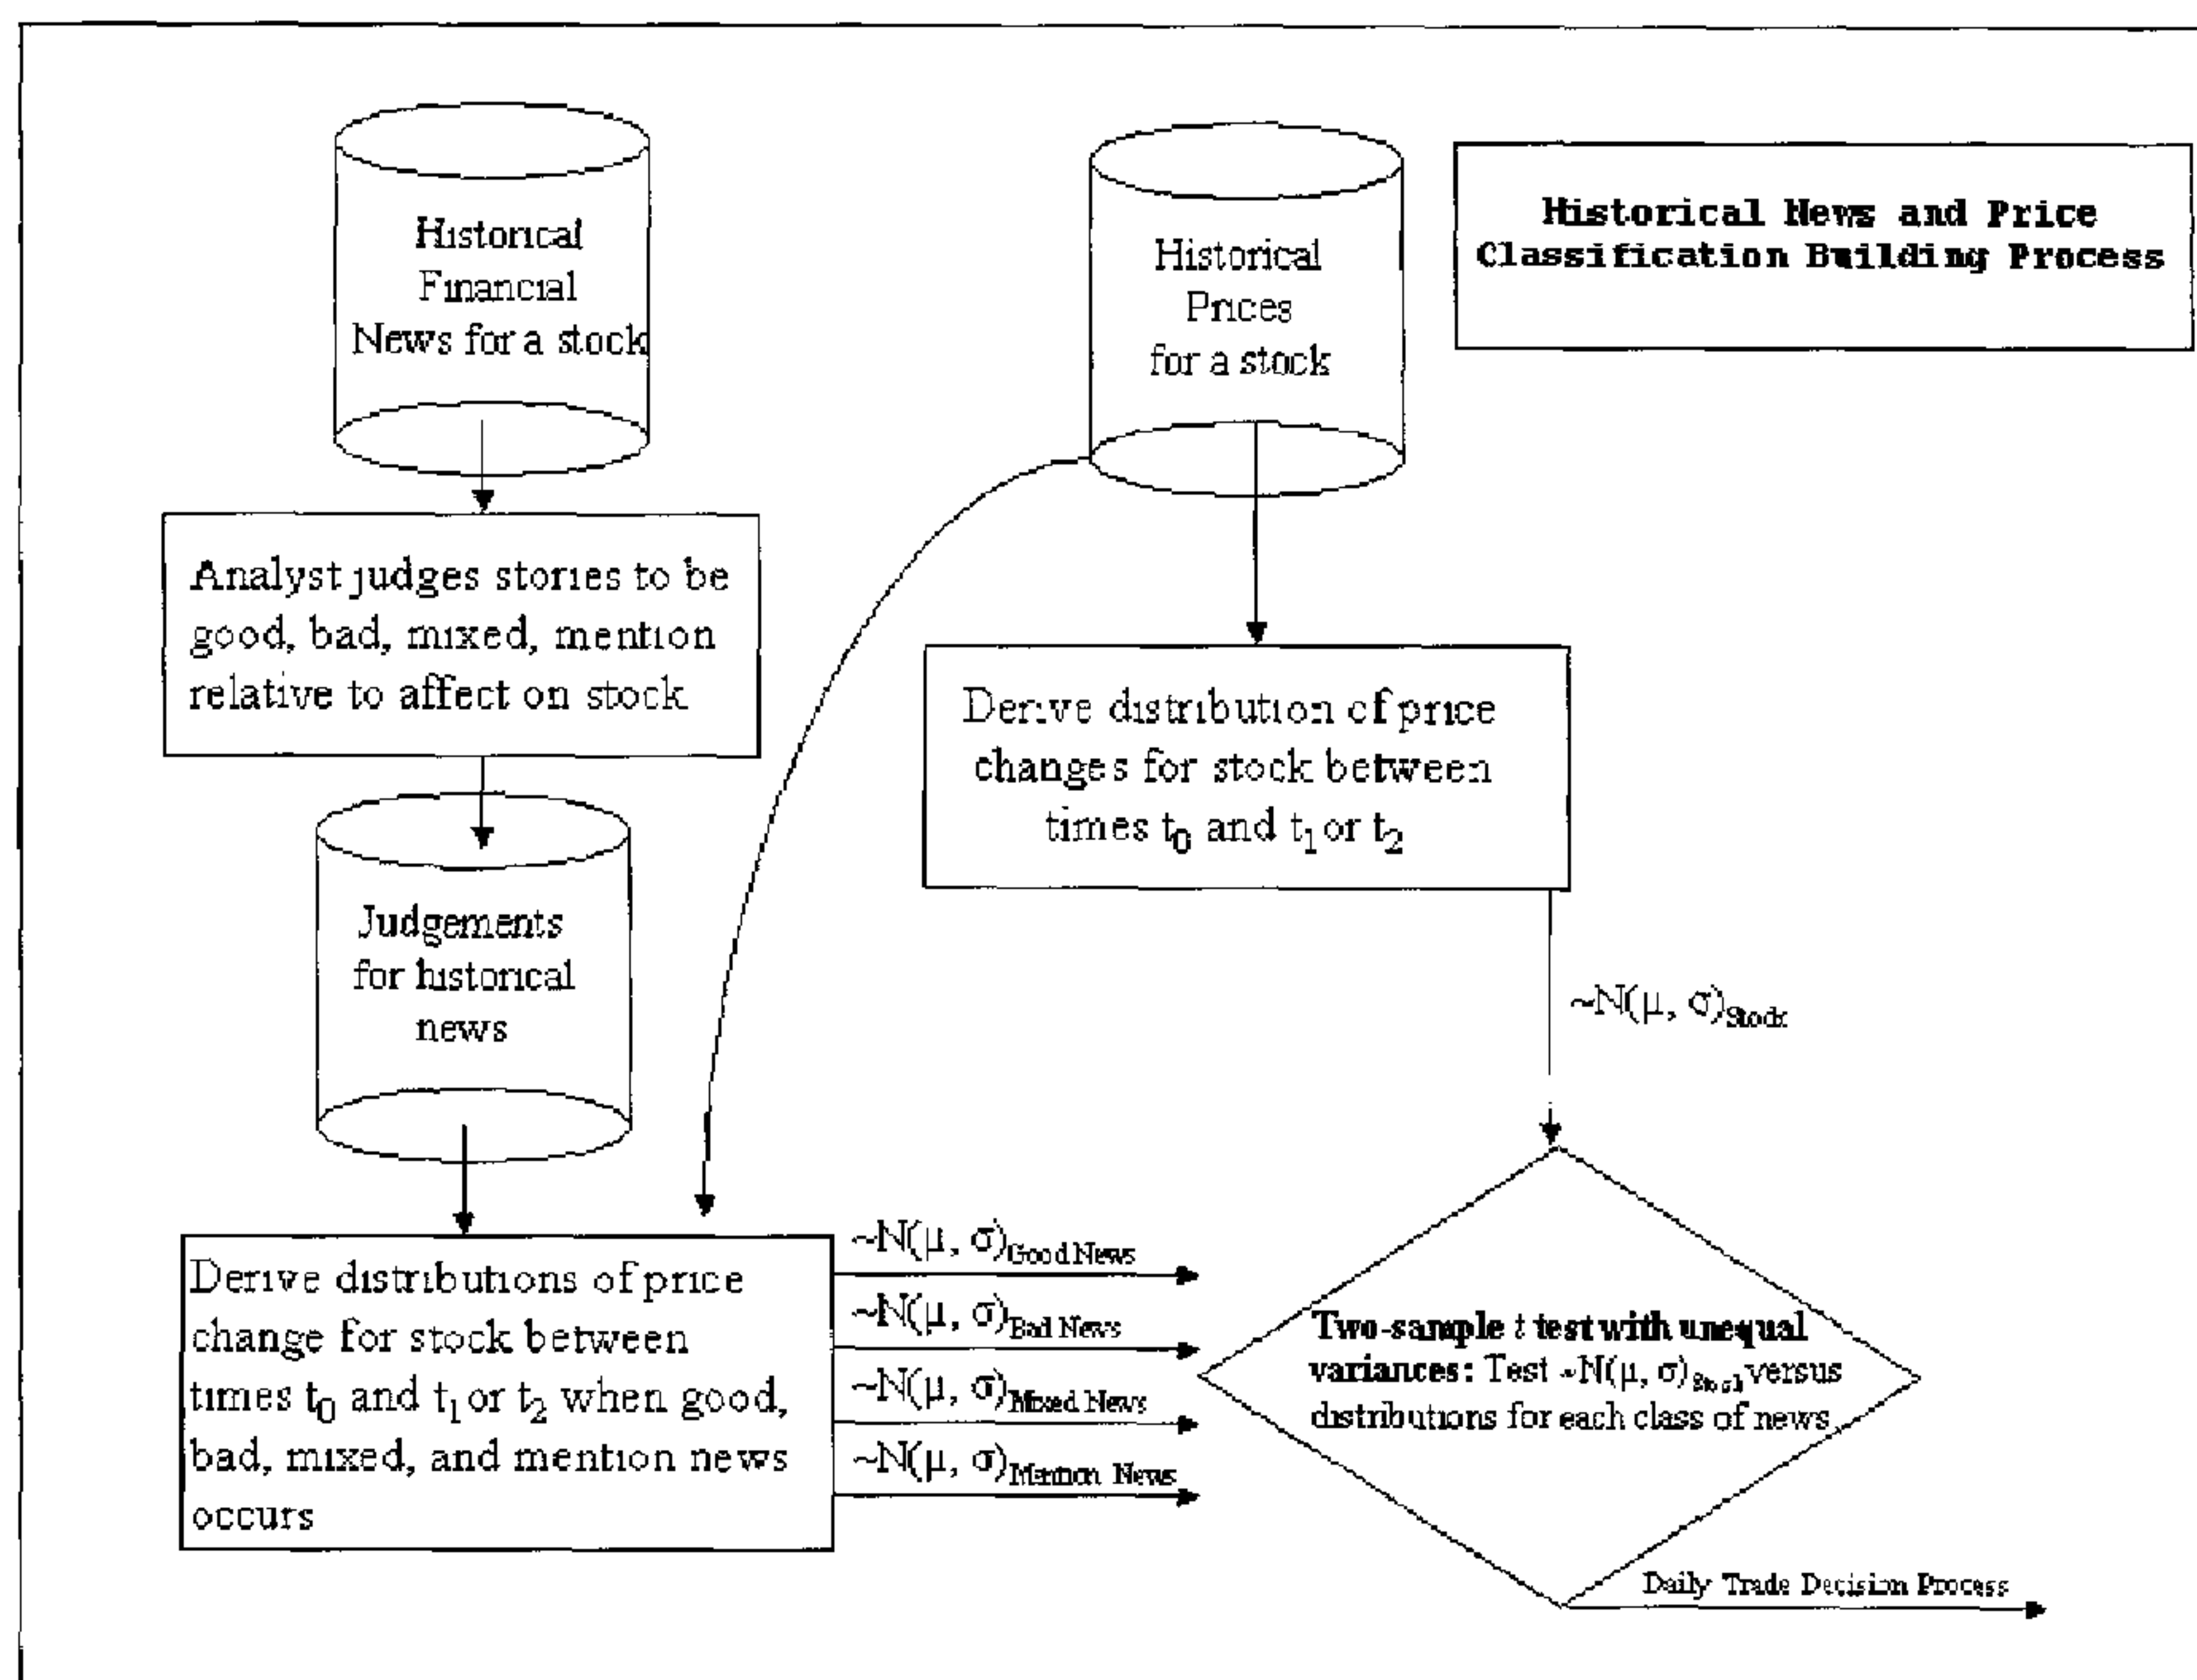 Historical
Financial
News for a stock
Historical
Prices
for a stock
Historical News and Price
Classification Building Process
Analyst judges stories to be
good, bad, mixed, mention
relative to affect on stock
Derive distribution of price
changes for stock between
times t₀ and t₁ or t₂
Judgements
for historical
news
~N(μ, σ)Stock
Derive distributions of price
change for stock between
times t₀ and t₁ or t₂ when good,
bad, mixed, and mention news
occurs
~N(μ, σ)Good News
~N(μ, σ)Bad News
~N(μ, σ)Mixed News
~N(μ, σ)Mention News
Two-sample t test with unequal
variances: Test ~N(μ, σ)Stock versus
distributions for each class of news
Daily Trade Decision Process